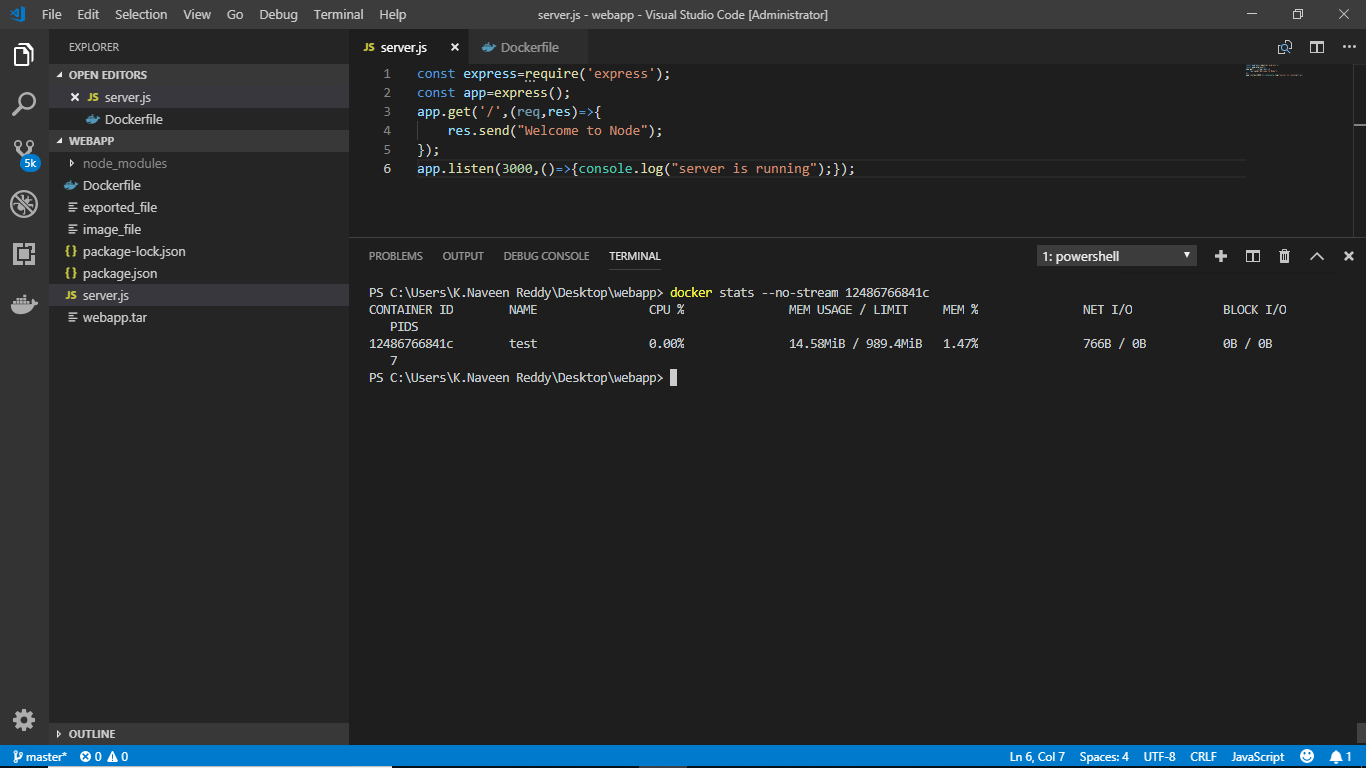 File Edit Selection View Go Debug Terminal Help server.js - webapp - Visual Studio Code [Administrator]
EXPLORER
OPEN EDITORS
JS server.js
Dockerfile
5k
WEBAPP
node_modules
Dockerfile
exported_file
image_file
{} package-lock.json
{} package.json
JS server.js
webapp.tar
OUTLINE
JS server.js Dockerfile
1 const express=require('express');
2 const app=express();
3 app.get('/',(req,res)=>{
4 res.send("Welcome to Node");
5 });
6 app.listen(3000,()=>{console.log("server is running");});
PROBLEMS OUTPUT DEBUG CONSOLE TERMINAL 1: powershell
PS C:\Users\K.Naveen Reddy\Desktop\webapp> docker stats --no-stream 12486766841c
CONTAINER ID NAME CPU % MEM USAGE / LIMIT MEM % NET I/O BLOCK I/O
PIDS
12486766841c test 0.00% 14.58MiB / 989.4MiB 1.47% 766B / 0B 0B / 0B
7
PS C:\Users\K.Naveen Reddy\Desktop\webapp>
master* 0 0 Ln 6, Col 7 Spaces: 4 UTF-8 CRLF JavaScript 1